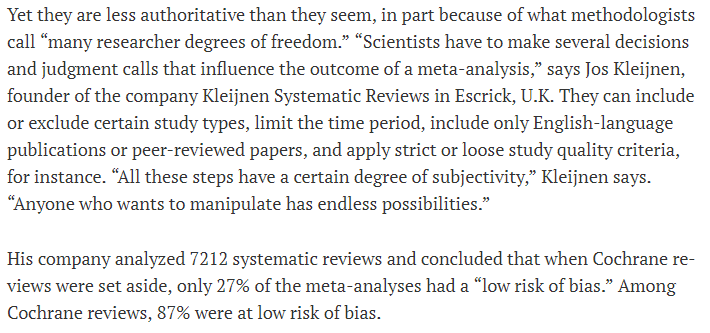 Yet they are less authoritative than they seem, in part because of what methodologists
call “many researcher degrees of freedom.” “Scientists have to make several decisions
and judgment calls that influence the outcome of a meta-analysis,” says Jos Kleijnen,
founder of the company Kleijnen Systematic Reviews in Escrick, U.K. They can include
or exclude certain study types, limit the time period, include only English-language
publications or peer-reviewed papers, and apply strict or loose study quality criteria,
for instance. “All these steps have a certain degree of subjectivity,” Kleijnen says.
“Anyone who wants to manipulate has endless possibilities.”
His company analyzed 7212 systematic reviews and concluded that when Cochrane re-
views were set aside, only 27% of the meta-analyses had a “low risk of bias.” Among
Cochrane reviews, 87% were at low risk of bias.